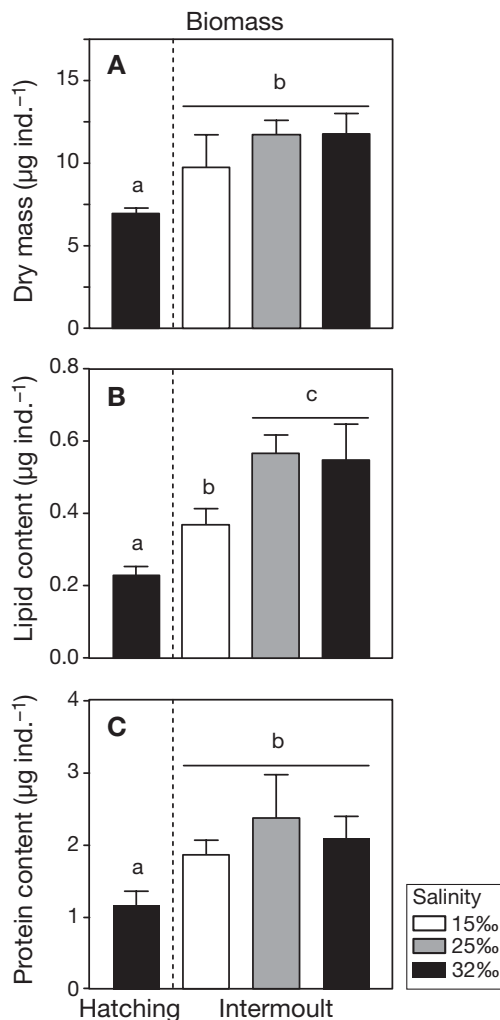 Biomass
A
Dry mass (µg ind.⁻¹)
15
10
5
0
a
b
B
Lipid content (µg ind.⁻¹)
0.8
0.6
0.4
0.2
0.0
a
b
c
C
Protein content (µg ind.⁻¹)
4
3
2
1
0
a
b
Hatching
Intermoult
Salinity
15‰
25‰
32‰